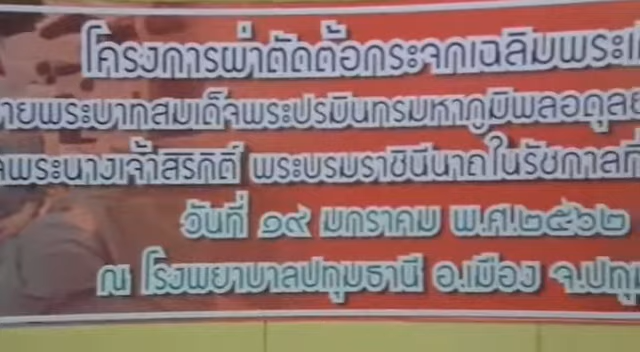 โครงการผ่าตัดต้อกระจกเฉลิมพระเ
ายพระบาทสมเด็จพระปรมินทรมหาภูมิพลอดุลย
พระนางเจ้าสิริกิติ์ พระบรมราชินีนาถในรัชกาลที่
วันที่ ๑๙ มกราคม พ.ศ.๒๕๖๒
ณ โรงพยาบาลปทุมธานี อ.เมือง จ.ปทุม